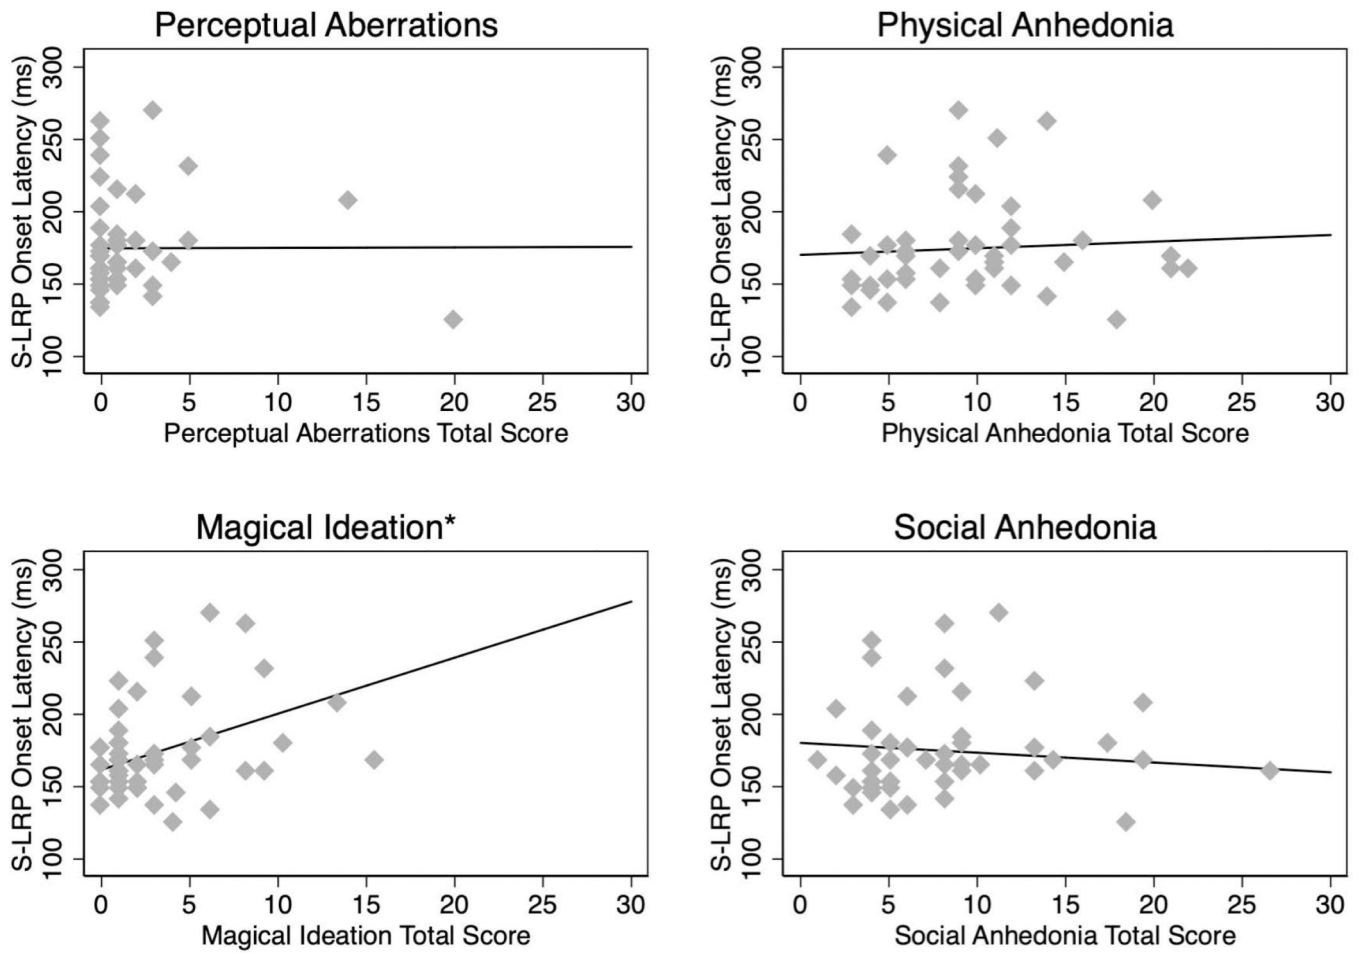 Perceptual Aberrations
S-LRP Onset Latency (ms)
300
250
200
150
100
0 5 10 15 20 25 30
Perceptual Aberrations Total Score
Physical Anhedonia
S-LRP Onset Latency (ms)
300
250
200
150
100
0 5 10 15 20 25 30
Physical Anhedonia Total Score
Magical Ideation*
S-LRP Onset Latency (ms)
300
250
200
150
100
0 5 10 15 20 25 30
Magical Ideation Total Score
Social Anhedonia
S-LRP Onset Latency (ms)
300
250
200
150
100
0 5 10 15 20 25 30
Social Anhedonia Total Score